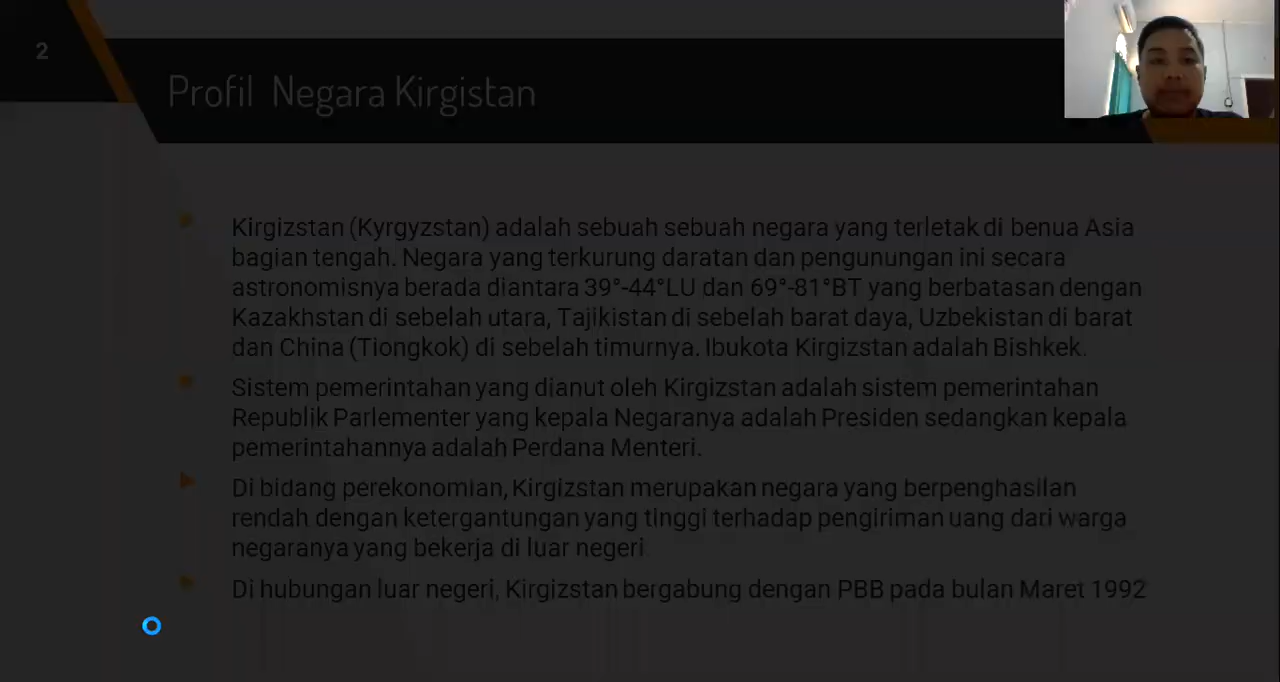 2
Profil Negara Kirgistan
Kirgizstan (Kyrgyzstan) adalah sebuah sebuah negara yang terletak di benua Asia
bagian tengah. Negara yang terkurung daratan dan pengunungan ini secara
astronomisnya berada diantara 39°-44°LU dan 69°-81°BT yang berbatasan dengan
Kazakhstan di sebelah utara, Tajikistan di sebelah barat daya, Uzbekistan di barat
dan China (Tiongkok) di sebelah timurnya. Ibukota Kirgizstan adalah Bishkek.
Sistem pemerintahan yang dianut oleh Kirgizstan adalah sistem pemerintahan
Republik Parlementer yang kepala Negaranya adalah Presiden sedangkan kepala
pemerintahannya adalah Perdana Menteri.
Di bidang perekonomian, Kirgizstan merupakan negara yang berpenghasilan
rendah dengan ketergantungan yang tinggi terhadap pengiriman uang dari warga
negaranya yang bekerja di luar negeri
Di hubungan luar negeri, Kirgizstan bergabung dengan PBB pada bulan Maret 1992